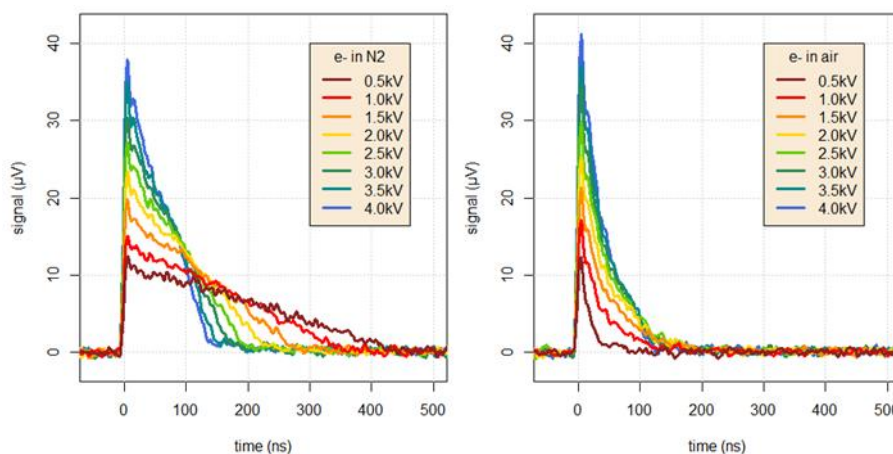 signal (μV)
40
30
20
10
0
e- in N2
0.5kV
1.0kV
1.5kV
2.0kV
2.5kV
3.0kV
3.5kV
4.0kV
0 100 200 300 400 500
time (ns)
signal (μV)
40
30
20
10
0
e- in air
0.5kV
1.0kV
1.5kV
2.0kV
2.5kV
3.0kV
3.5kV
4.0kV
0 100 200 300 400 50
time (ns)